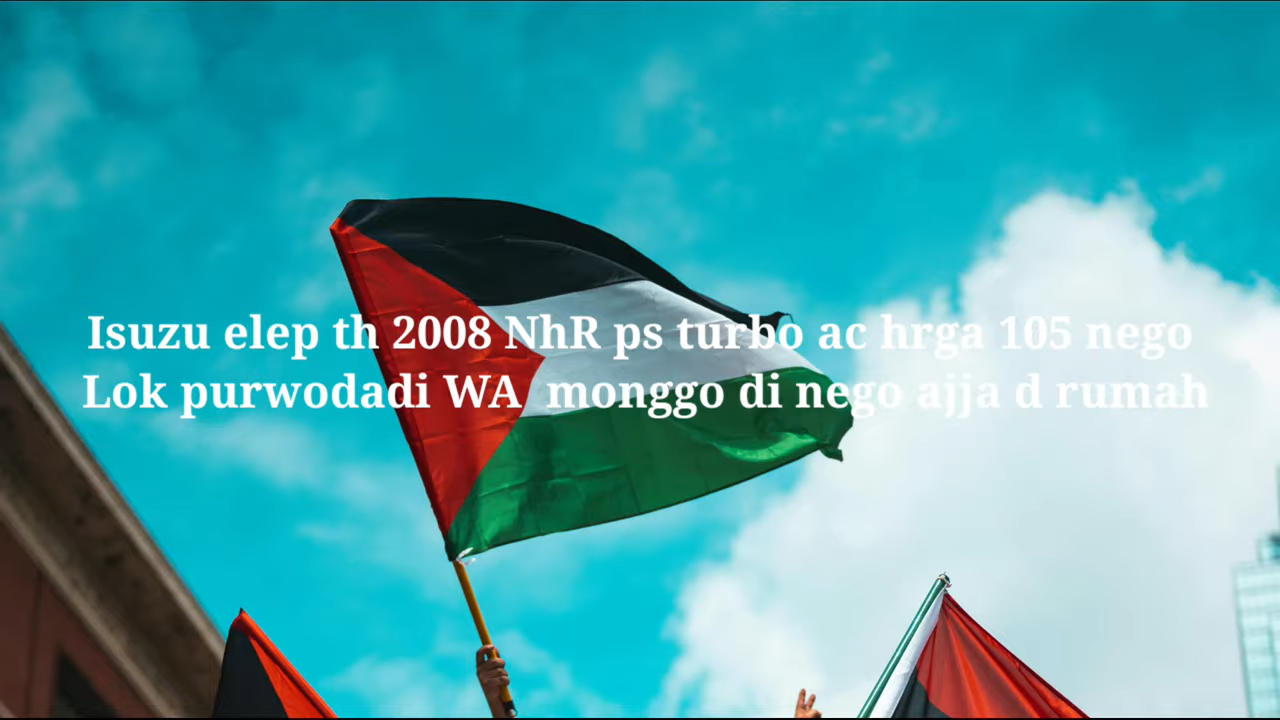 Isuzu elep th 2008 NhR ps turbo ac hrga 105 nego
Lok purwodadi WA monggo di nego ajja d rumah